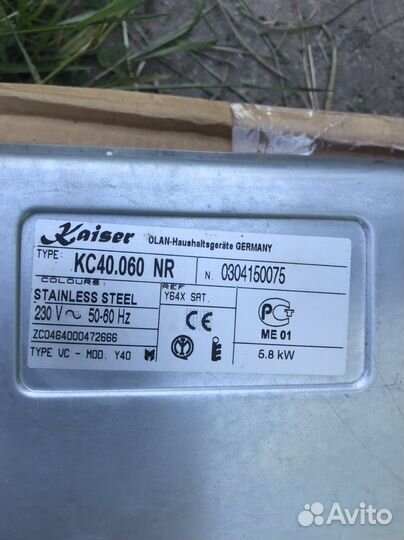 Kaiser OLAN-Haushaltsgeräte GERMANY
TYPE: KC40.060 NR N. 0304150075
COLOURS:
STAINLESS STEEL
REF
Y64X SAT.
230 V ~ 50-60 Hz
CE
PCT
ME 01
ZC0464000472666
TYPE VC - MOD. Y40 M
5.8 kW
Avito